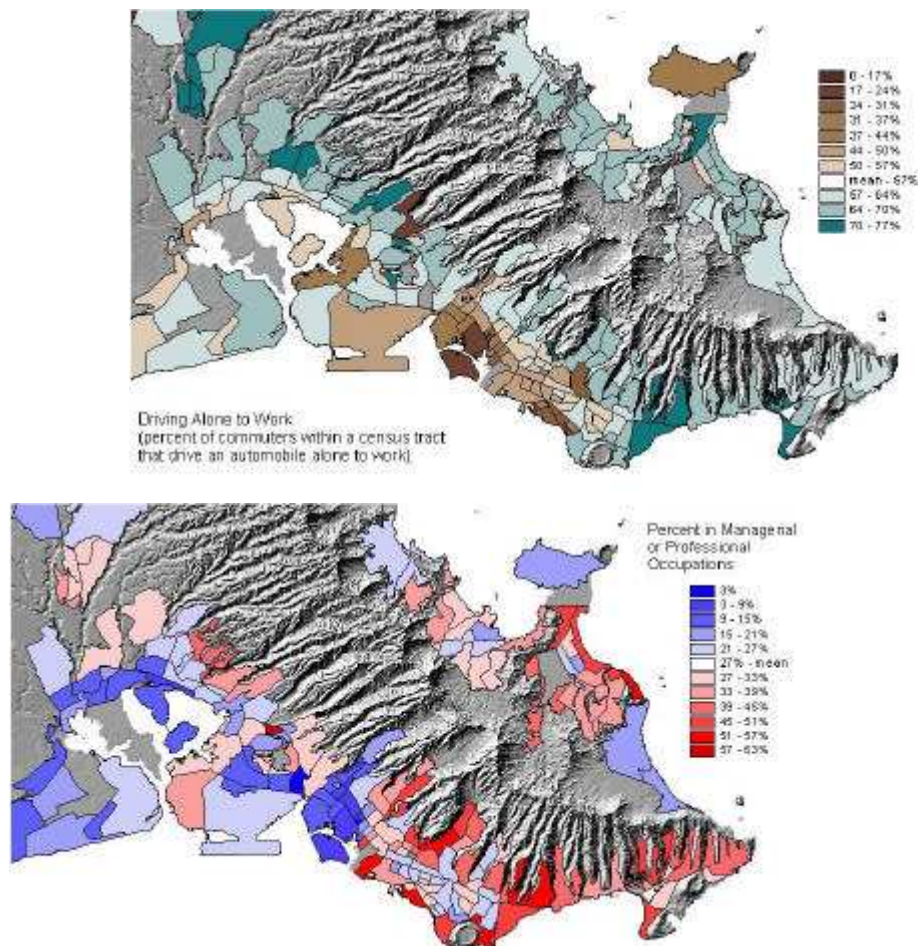 0 - 17%
17 - 24%
24 - 31%
31 - 37%
37 - 44%
44 - 50%
50 - 57%
mean - 57%
57 - 64%
64 - 70%
70 - 77%
Driving Alone to Work
(percent of commuters within a census tract
that drive an automobile alone to work)
Percent in Managerial
or Professional
Occupations
3%
3 - 9%
9 - 15%
15 - 21%
21 - 27%
27% - mean
27 - 33%
33 - 39%
39 - 45%
45 - 51%
51 - 57%
57 - 63%